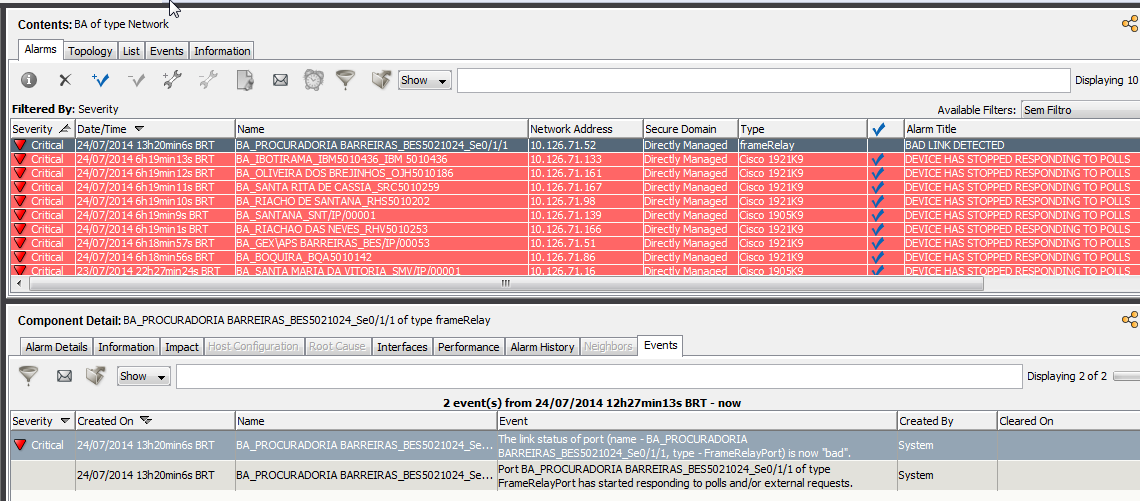 Contents: BA of type Network
Alarms Topology List Events Information
Show Displaying 10
Filtered By: Severity
Available Filters: Sem Filtro
Severity Date/Time Name Network Address Secure Domain Type Alarm Title
Critical 24/07/2014 13h20min6s BRT BA_PROCURADORIA BARREIRAS_BES5021024_Se0/1/1 10.126.71.52 Directly Managed frameRelay BAD LINK DETECTED
Critical 24/07/2014 6h19min13s BRT BA_IBOTIRAMA_IBM5010436_IBM 5010436 10.126.71.133 Directly Managed Cisco 1921K9 DEVICE HAS STOPPED RESPONDING TO POLLS
Critical 24/07/2014 6h19min12s BRT BA_OLIVEIRA DOS BREJINHOS_OJH5010186 10.126.71.161 Directly Managed Cisco 1921K9 DEVICE HAS STOPPED RESPONDING TO POLLS
Critical 24/07/2014 6h19min11s BRT BA_SANTA RITA DE CASSIA_SRC5010259 10.126.71.167 Directly Managed Cisco 1921K9 DEVICE HAS STOPPED RESPONDING TO POLLS
Critical 24/07/2014 6h19min10s BRT BA_RIACHO DE SANTANA_RHS5010202 10.126.71.98 Directly Managed Cisco 1921K9 DEVICE HAS STOPPED RESPONDING TO POLLS
Critical 24/07/2014 6h19min9s BRT BA_SANTANA_SNT/IP/00001 10.126.71.139 Directly Managed Cisco 1905K9 DEVICE HAS STOPPED RESPONDING TO POLLS
Critical 24/07/2014 6h19min1s BRT BA_RIACHAO DAS NEVES_RHV5010253 10.126.71.166 Directly Managed Cisco 1921K9 DEVICE HAS STOPPED RESPONDING TO POLLS
Critical 24/07/2014 6h18min57s BRT BA_GEX\APS BARREIRAS_BES/IP/00053 10.126.71.51 Directly Managed Cisco 1921K9 DEVICE HAS STOPPED RESPONDING TO POLLS
Critical 24/07/2014 6h18min56s BRT BA_BOQUIRA_BQA5010142 10.126.71.86 Directly Managed Cisco 1921K9 DEVICE HAS STOPPED RESPONDING TO POLLS
Critical 23/07/2014 22h27min24s BRT BA_SANTA MARIA DA VITORIA_SMV/IP/00001 10.126.71.16 Directly Managed Cisco 1905K9 DEVICE HAS STOPPED RESPONDING TO POLLS
Component Detail: BA_PROCURADORIA BARREIRAS_BES5021024_Se0/1/1 of type frameRelay
Alarm Details Information Impact Host Configuration Root Cause Interfaces Performance Alarm History Neighbors Events
Show Displaying 2 of 2
2 event(s) from 24/07/2014 12h27min13s BRT - now
Severity Created On Name Event Created By Cleared On
Critical 24/07/2014 13h20min6s BRT BA_PROCURADORIA BARREIRAS_BES5021024_Se... The link status of port (name - BA_PROCURADORIA System
BARREIRAS_BES5021024_Se0/1/1, type - FrameRelayPort) is now "bad".
24/07/2014 13h20min6s BRT BA_PROCURADORIA BARREIRAS_BES5021024_Se... Port BA_PROCURADORIA BARREIRAS_BES5021024_Se0/1/1 of type System
FrameRelayPort has started responding to polls and/or external requests.